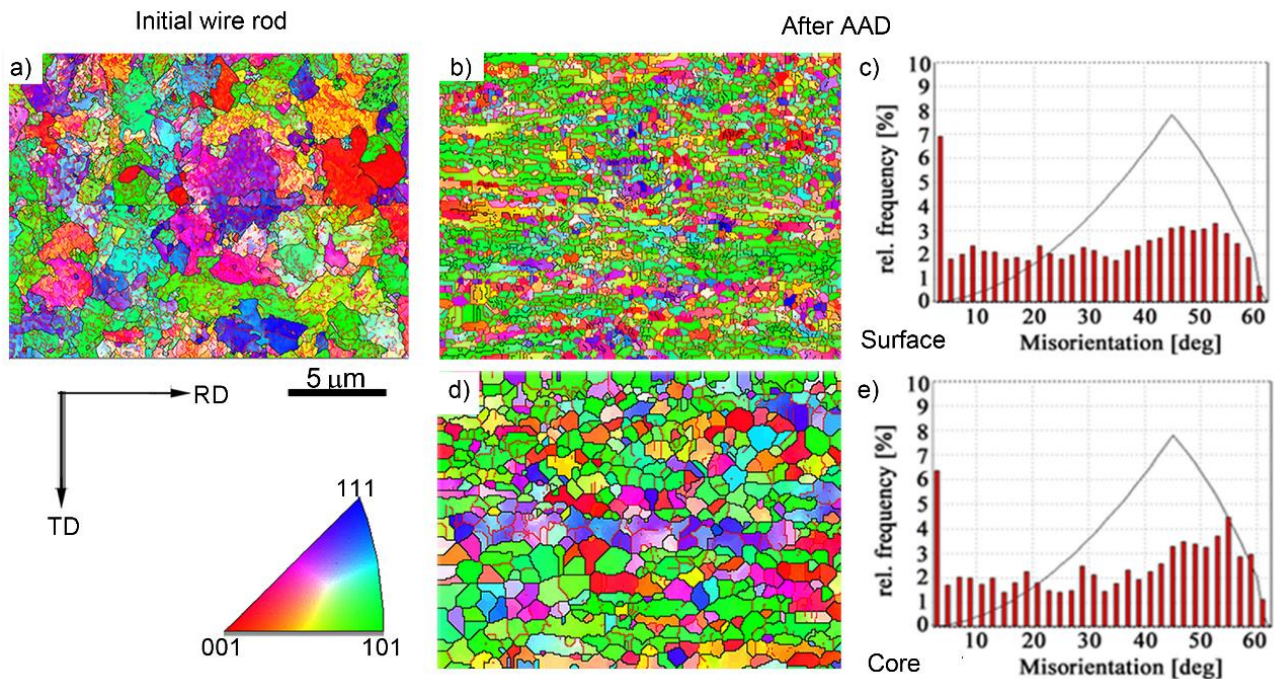 Initial wire rod
After AAD
a)
b)
c)
10
9
8
7
6
5
4
3
2
1
0
rel. frequency [%]
10 20 30 40 50 60
Misorientation [deg]
Surface
RD
5 μm
TD
111
001
101
d)
e)
10
9
8
7
6
5
4
3
2
1
0
rel. frequency [%]
10 20 30 40 50 60
Misorientation [deg]
Core